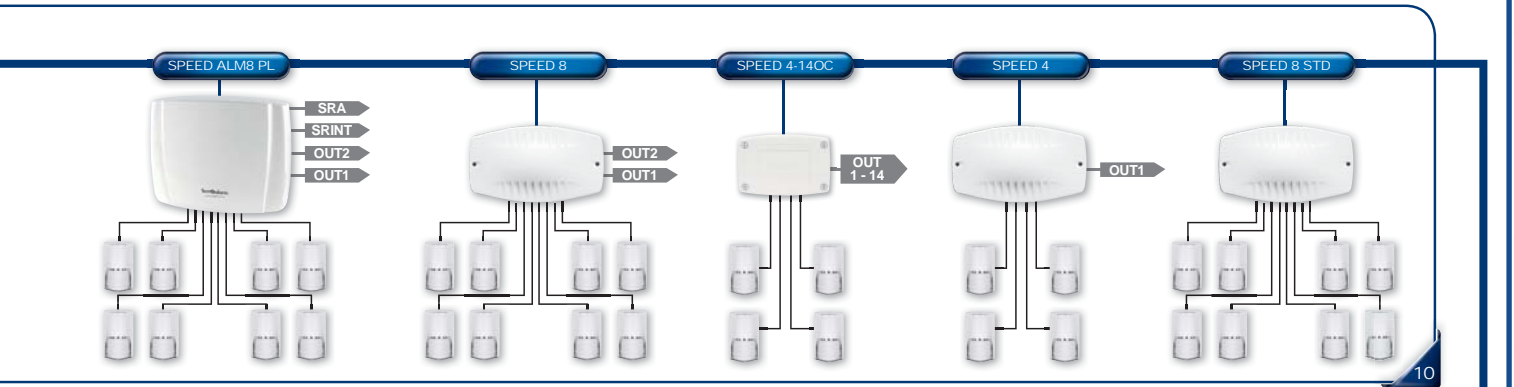 SPEED ALM8 PL
SPEED 8
SPEED 4-14OC
SPEED 4
SPEED 8 STD
SRA
SRINT
OUT2
OUT1
OUT2
OUT1
OUT
1 - 14
OUT1
10